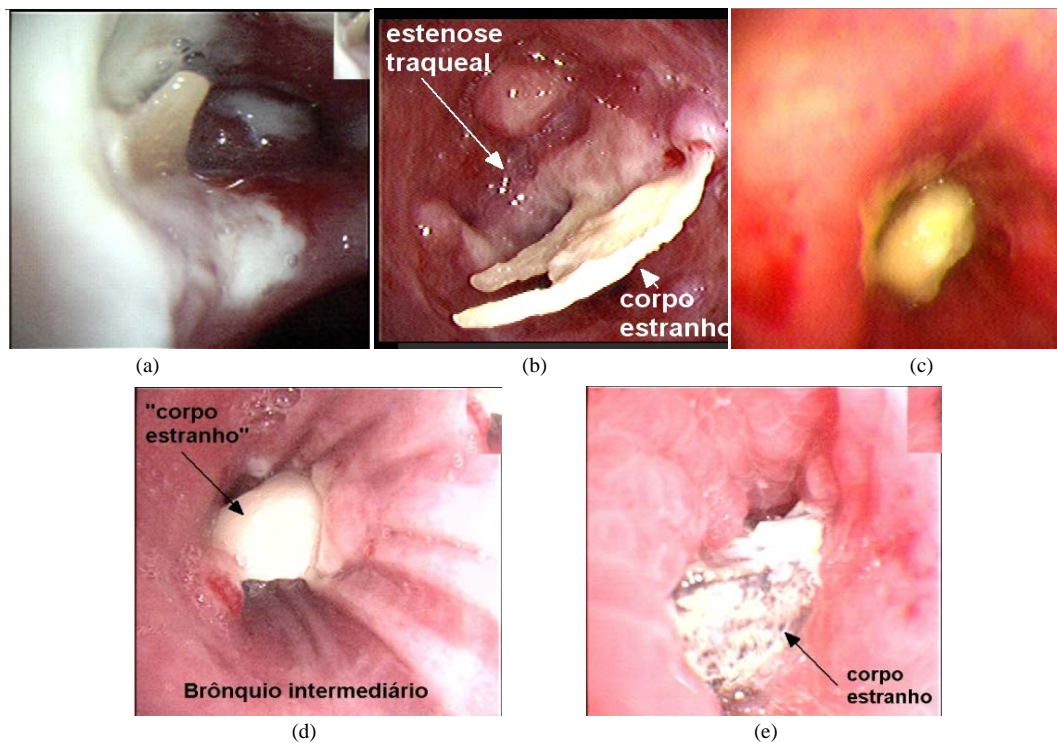 estenose
traqueal
corpo
estranho
(a)
(b)
(c)
"corpo
estranho"
Brônquio intermediário
corpo
estranho
(d)
(e)